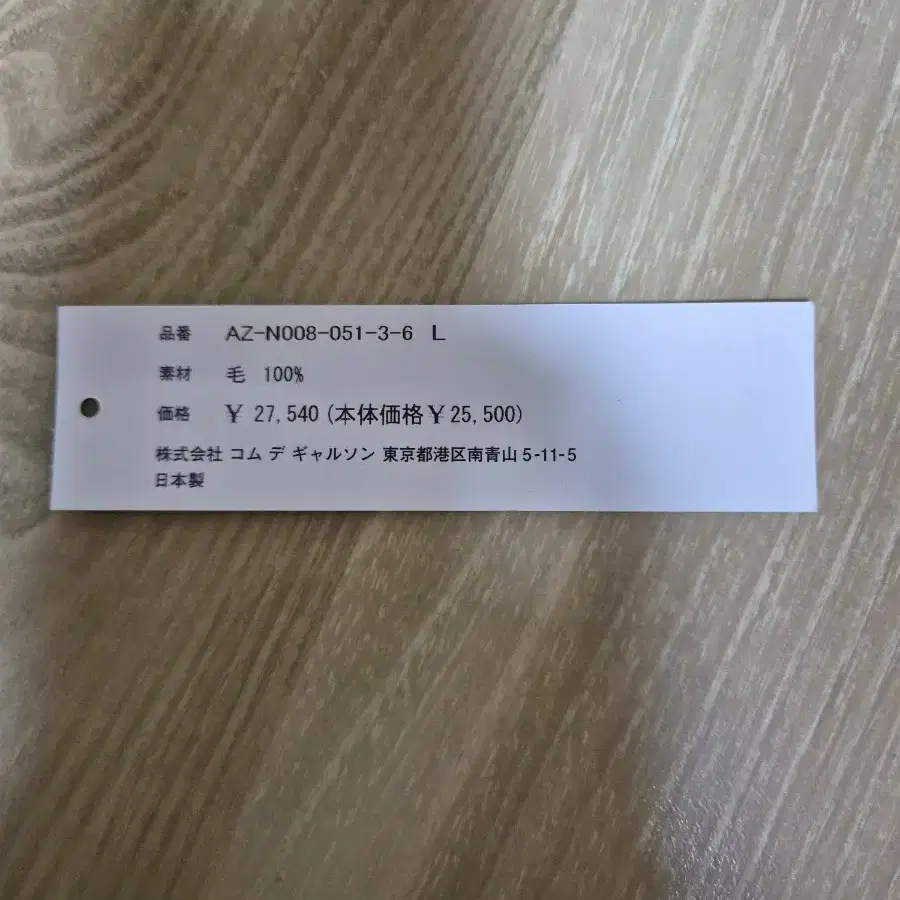 品番 AZ-N008-051-3-6 L
素材 毛 100%
価格 ¥ 27,540 (本体価格¥25,500)
株式会社 コム デ ギャルソン 東京都港区南青山 5-11-5
日本製